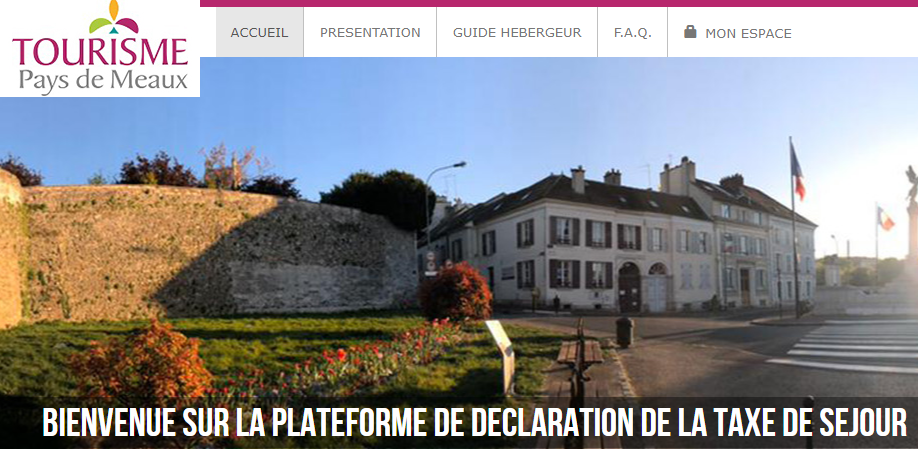 TOURISME
Pays de Meaux
ACCUEIL
PRESENTATION
GUIDE HEBERGEUR
F.A.Q.
MON ESPACE
BIENVENUE SUR LA PLATEFORME DE DECLARATION DE LA TAXE DE SEJOUR